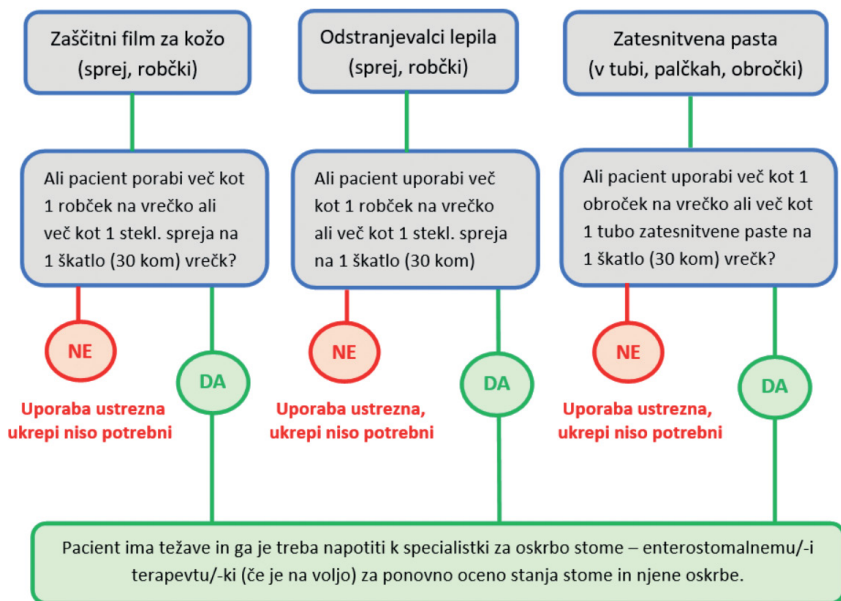 Zaščitni film za kožo
(sprej, robčki)
Odstranjevalci lepila
(sprej, robčki)
Zatesnitvena pasta
(v tubi, palčkah, obročki)
Ali pacient porabi več kot
1 robček na vrečko ali
več kot 1 stekl. spreja na
1 škatlo (30 kom) vrečk?
Ali pacient uporabi več
kot 1 robček na vrečko
ali več kot 1 stekl. spreja
na 1 škatlo (30 kom)
Ali pacient uporabi več kot 1
obroček na vrečko ali več kot
1 tubo zatesnitvene paste na
1 škatlo (30 kom) vrečk?
NE
DA
NE
DA
NE
DA
Uporaba ustrezna
ukrepi niso potrebni
Uporaba ustrezna,
ukrepi niso potrebni
Uporaba ustrezna,
ukrepi niso potrebni
Pacient ima težave in ga je treba napotiti k specialistki za oskrbo stome – enterostomalnemu/-i
terapevtu/-ki (če je na voljo) za ponovno oceno stanja stome in njene oskrbe.